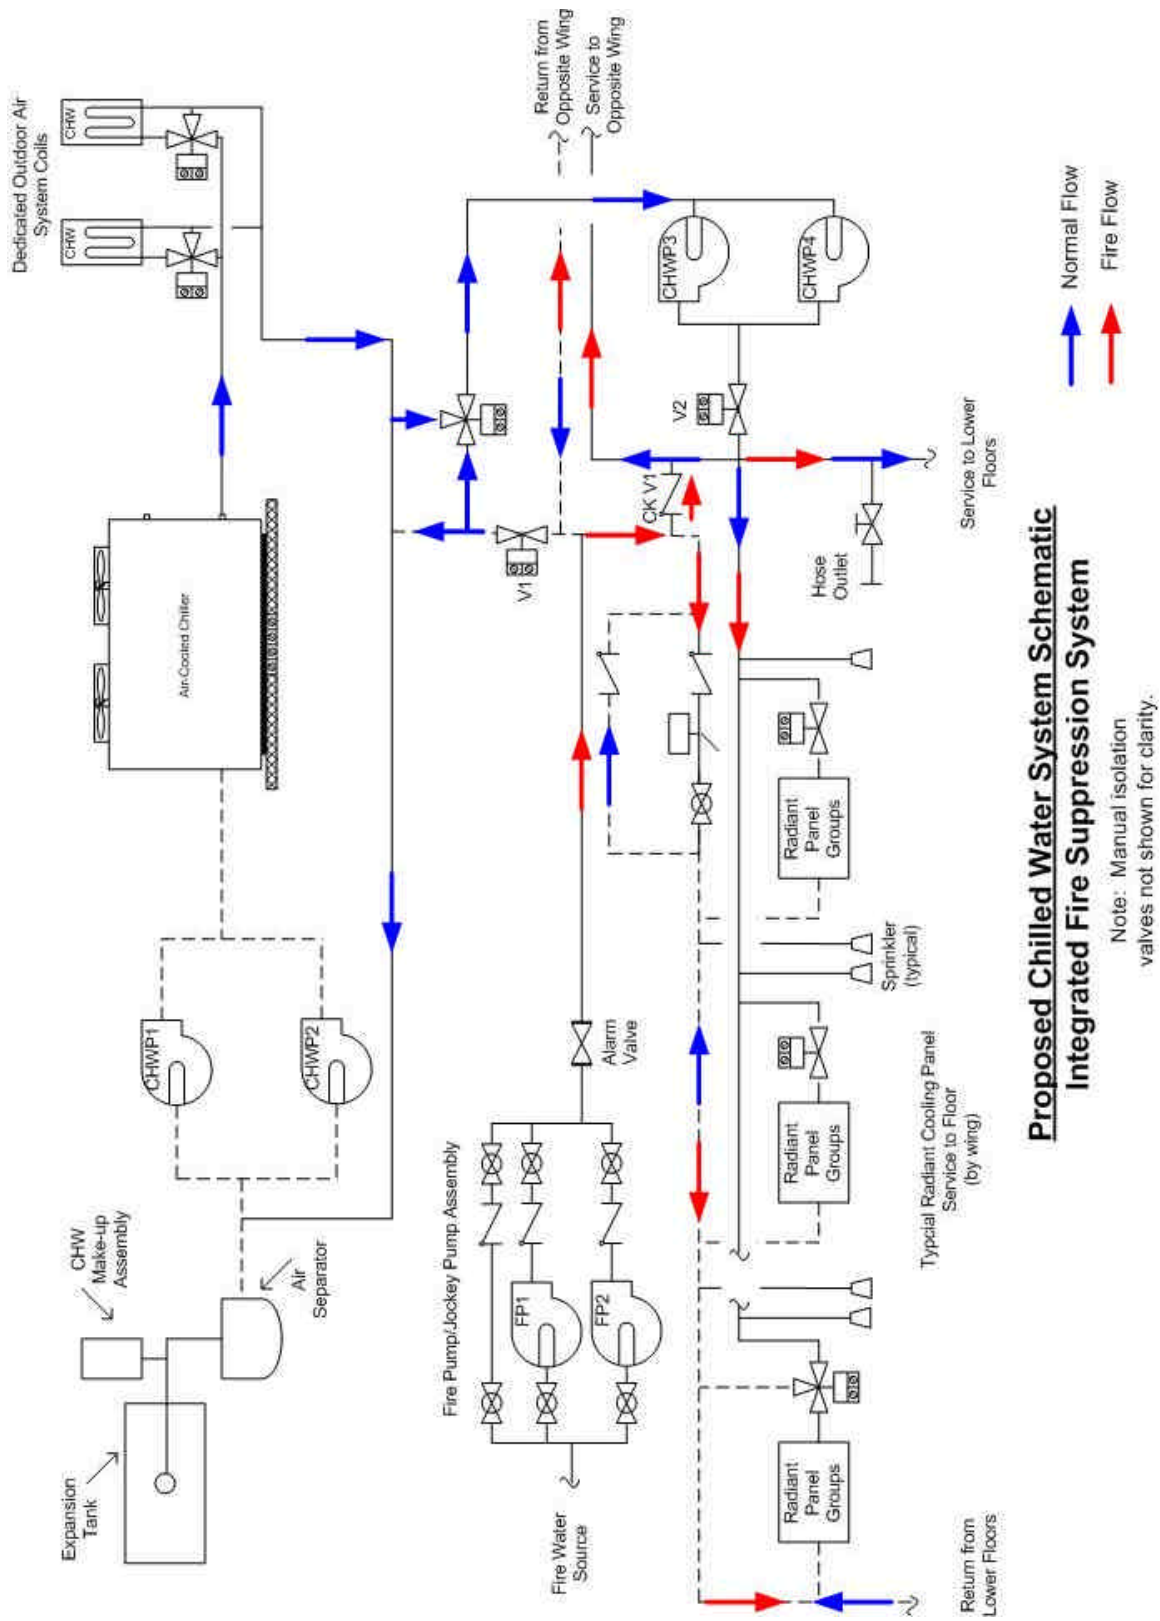 Dedicated Outdoor Air
System Coils
CHW
CHW
Air-Cooled Chiller
CHWP1
CHWP2
CHW
Make-up
Assembly
Air
Separator
Expansion
Tank
Return from
Opposite Wing
Service to
Opposite Wing
V1
CHWP3
CHWP4
V2
CK V1
Service to Lower
Floors
Hose
Outlet
Fire Pump/Jockey Pump Assembly
FP1
FP2
Alarm
Valve
Fire Water
Source
Radiant
Panel
Groups
Sprinkler
(typical)
Radiant
Panel
Groups
Typcial Radiant Cooling Panel
Service to Floor
(by wing)
Radiant
Panel
Groups
Return from
Lower Floors
Normal Flow
Fire Flow
Proposed Chilled Water System Schematic
Integrated Fire Suppression System
Note: Manual isolation
valves not shown for clarity.